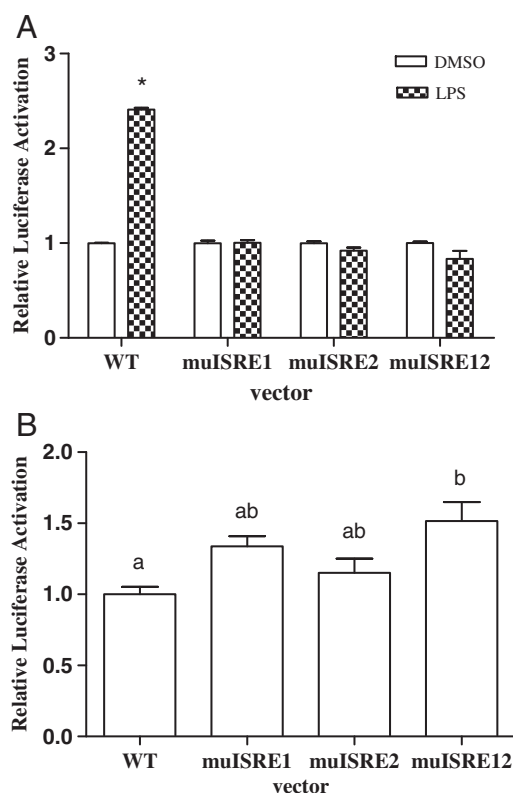 A
Relative Luciferase Activation
3
2
1
0
*
DMSO
LPS
WT
muISRE1
muISRE2
muISRE12
vector
B
Relative Luciferase Activation
2.0
1.5
1.0
0.5
0.0
a
ab
ab
b
WT
muISRE1
muISRE2
muISRE12
vector